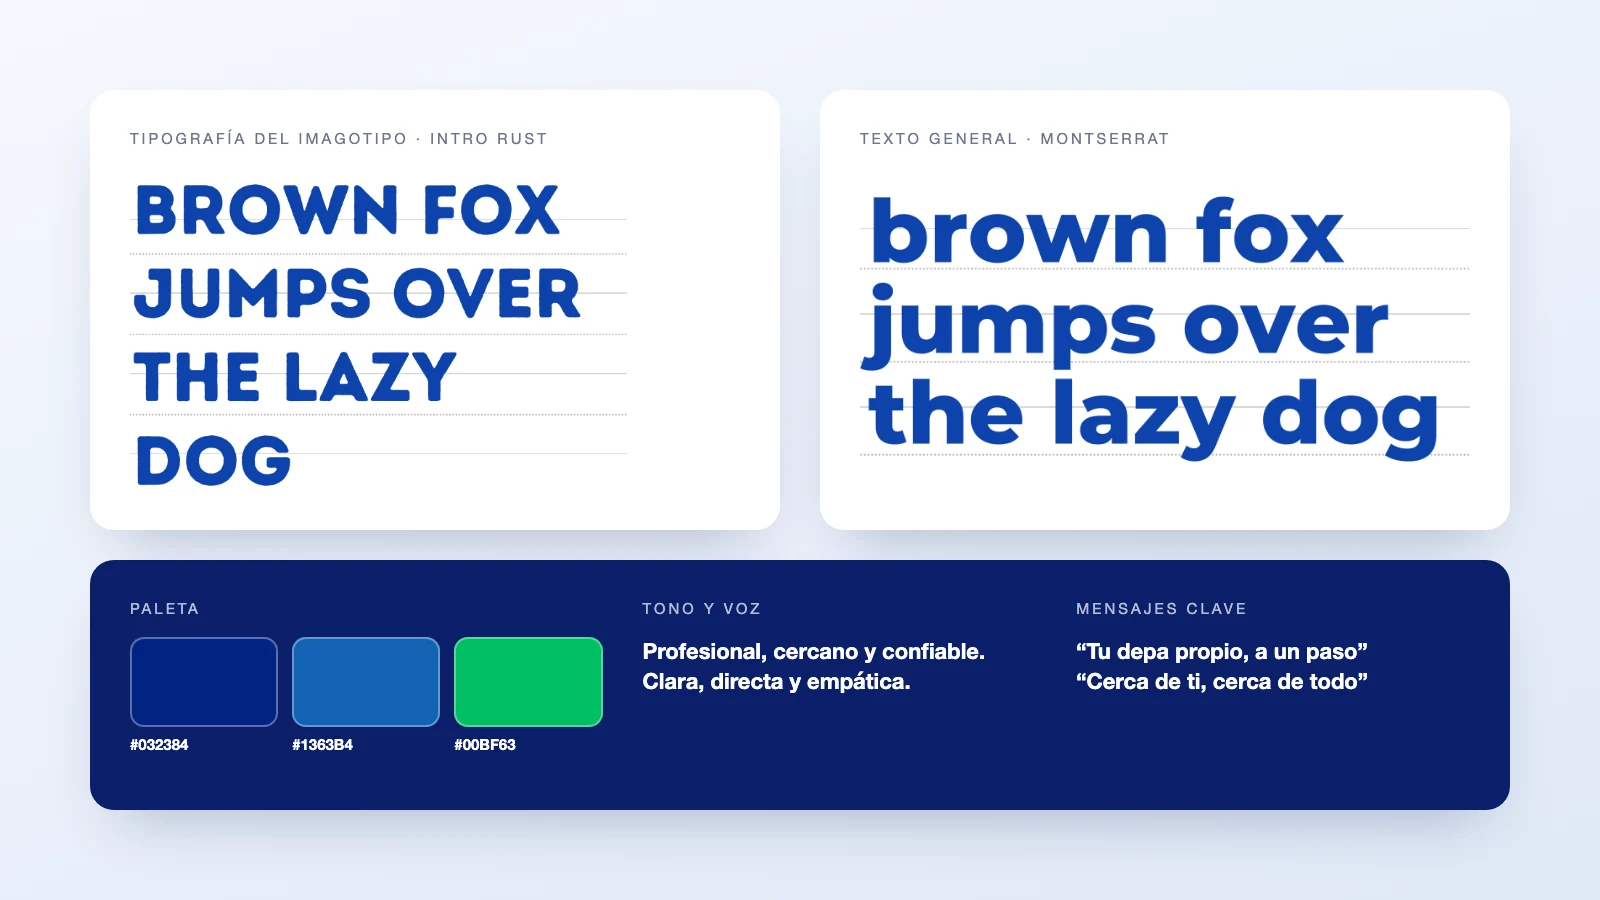 TIPOGRAFÍA DEL IMAGOTIPO · INTRO RUST
BROWN FOX
JUMPS OVER
THE LAZY
DOG
TEXTO GENERAL · MONTSERRAT
brown fox
jumps over
the lazy dog
PALETA
#032384
#1363B4
#00BF63
TONO Y VOZ
Profesional, cercano y confiable.
Clara, directa y empática.
MENSAJES CLAVE
“Tu depa propio, a un paso”
“Cerca de ti, cerca de todo”